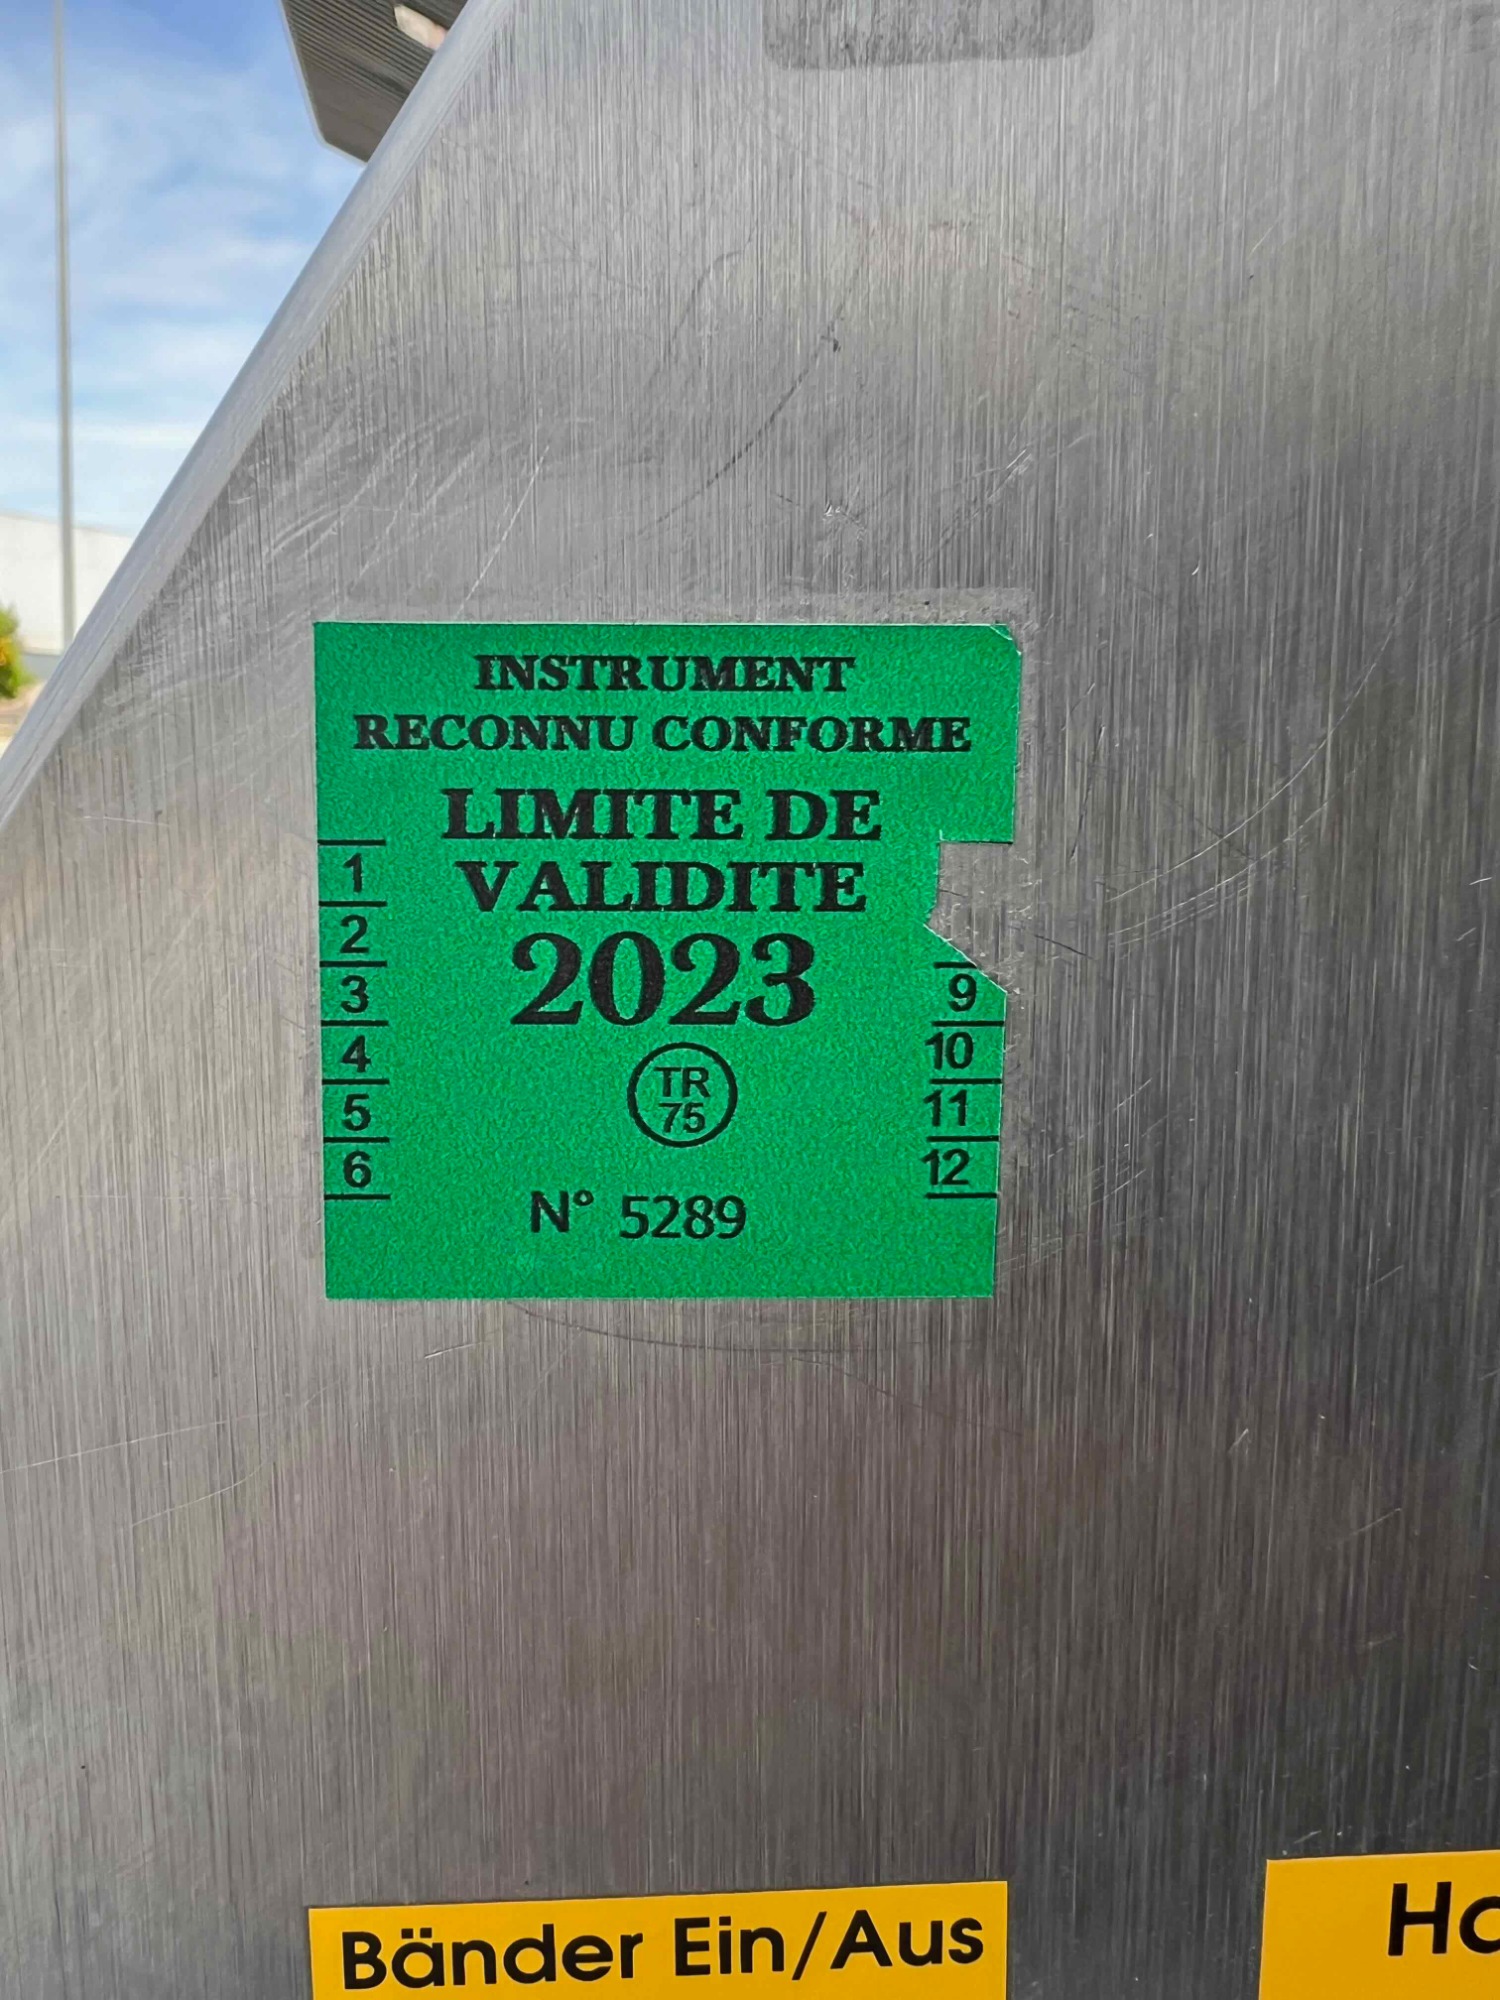 INSTRUMENT
RECONNU CONFORME
LIMITE DE
VALIDITE
2023
1
2
3
4
5
6
9
10
11
12
TR
75
N° 5289
Bänder Ein/Aus